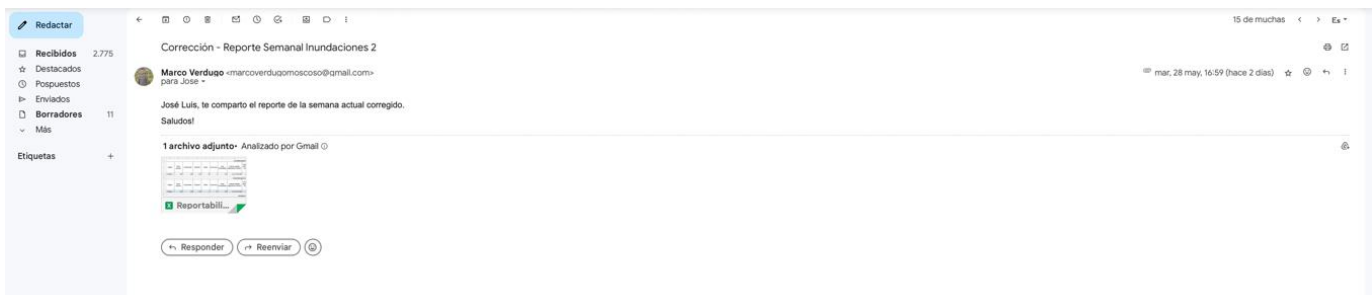 Redactar
15 de muchas
Es
Recibidos 2.775
Destacados
Pospuestos
Enviados
Borradores 11
Más
Etiquetas +
Corrección - Reporte Semanal Inundaciones 2
Marco Verdugo <marcoverdugomoscoso@gmail.com> mar, 28 may, 16:59 (hace 2 días)
para Jose
José Luis, te comparto el reporte de la semana actual corregido.
Saludos!
1 archivo adjunto • Analizado por Gmail
X Reportabili...
Responder Reenviar